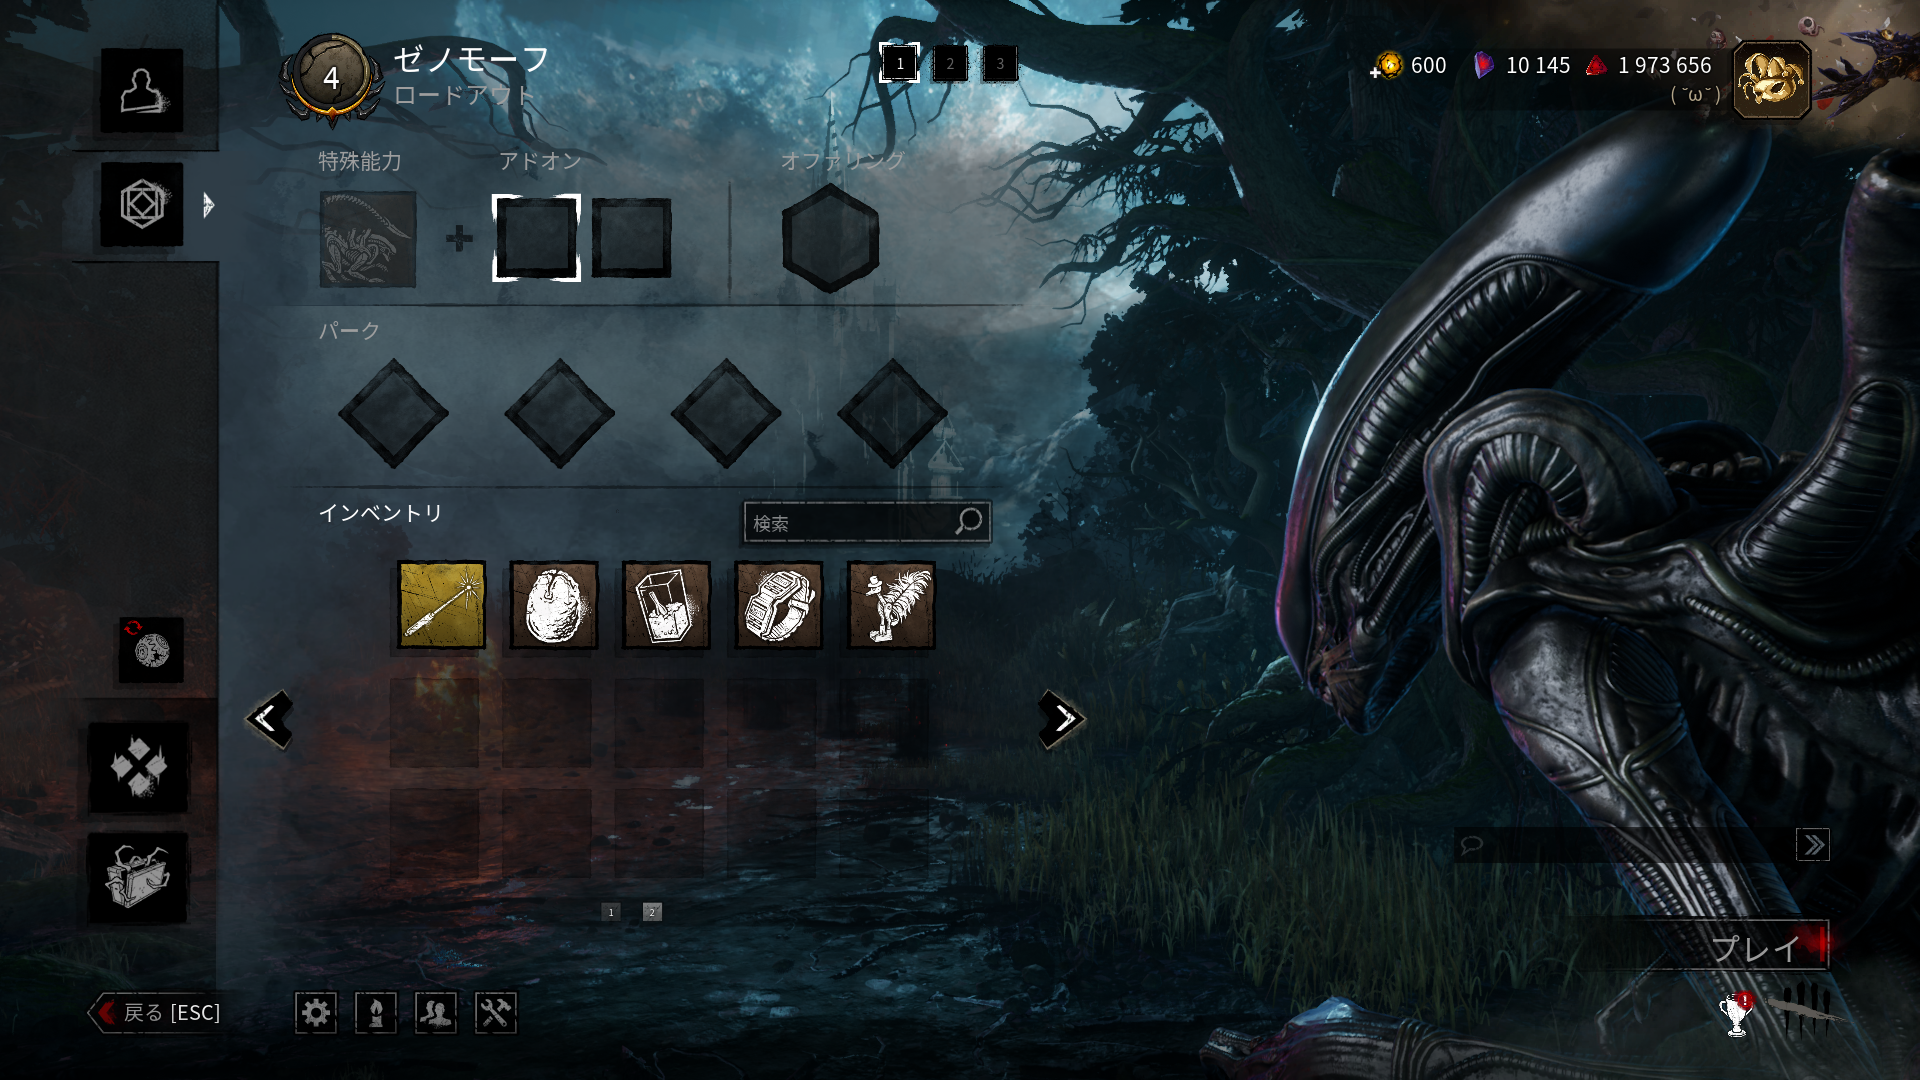 4
ゼノモーフ
ロードアウト
1 2 3
600 10 145 1 973 656
( ˘ω˘ )
特殊能力 アドオン オファリング
パーク
インベントリ
検索
1 2
プレイ
戻る [ESC]